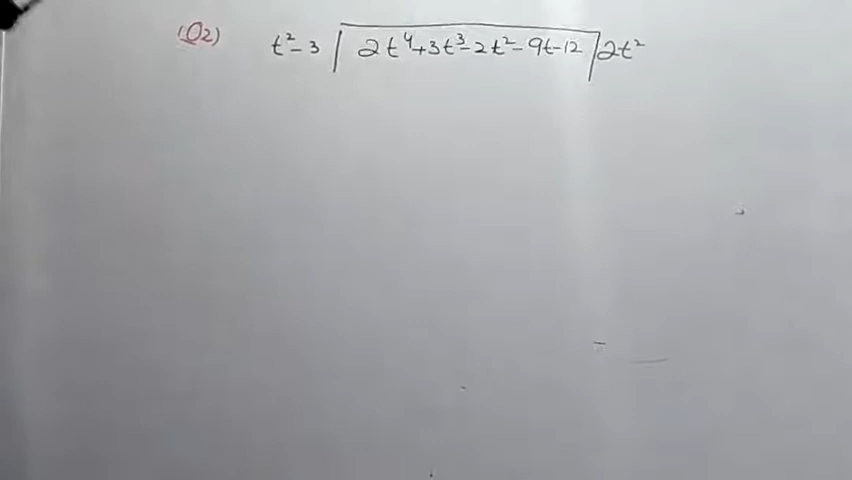 (Q2) t²-3 | 2t⁴+3t³-2t²-9t-12 | 2t²